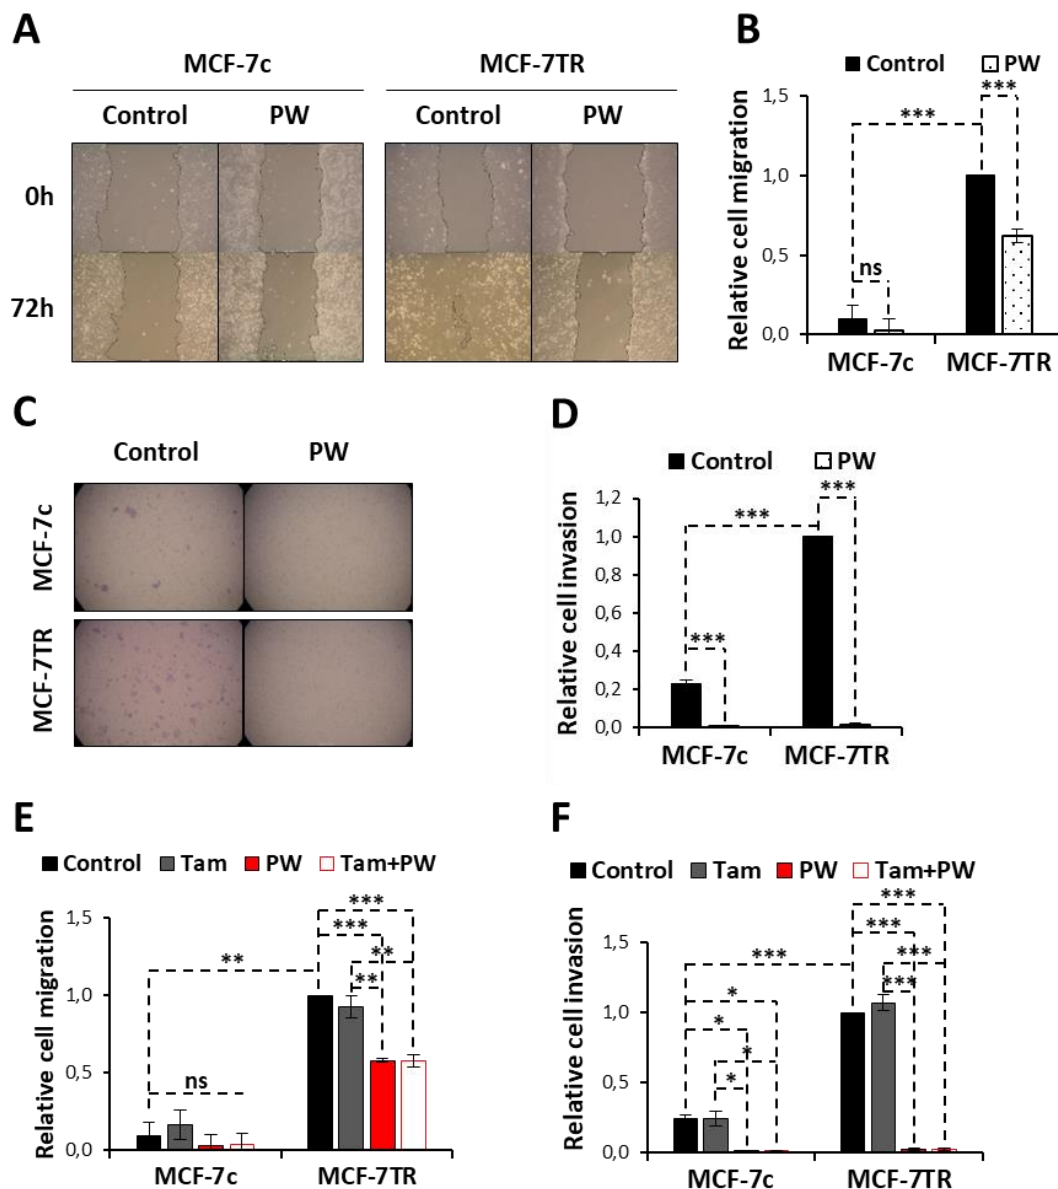 A
MCF-7c MCF-7TR
Control PW Control PW
0h
72h
B
Control PW
Relative cell migration
1,5
1,0
0,5
0,0
***
***
ns
MCF-7c MCF-7TR
C
Control PW
MCF-7c
MCF-7TR
D
Control PW
Relative cell invasion
1,2
1,0
0,8
0,6
0,4
0,2
0,0
***
***
***
MCF-7c MCF-7TR
E
Control Tam PW Tam+PW
Relative cell migration
1,5
1,0
0,5
0,0
***
***
**
**
**
ns
MCF-7c MCF-7TR
F
Control Tam PW Tam+PW
Relative cell invasion
1,5
1,0
0,5
0,0
***
***
***
***
***
*
*
*
*
MCF-7c MCF-7TR